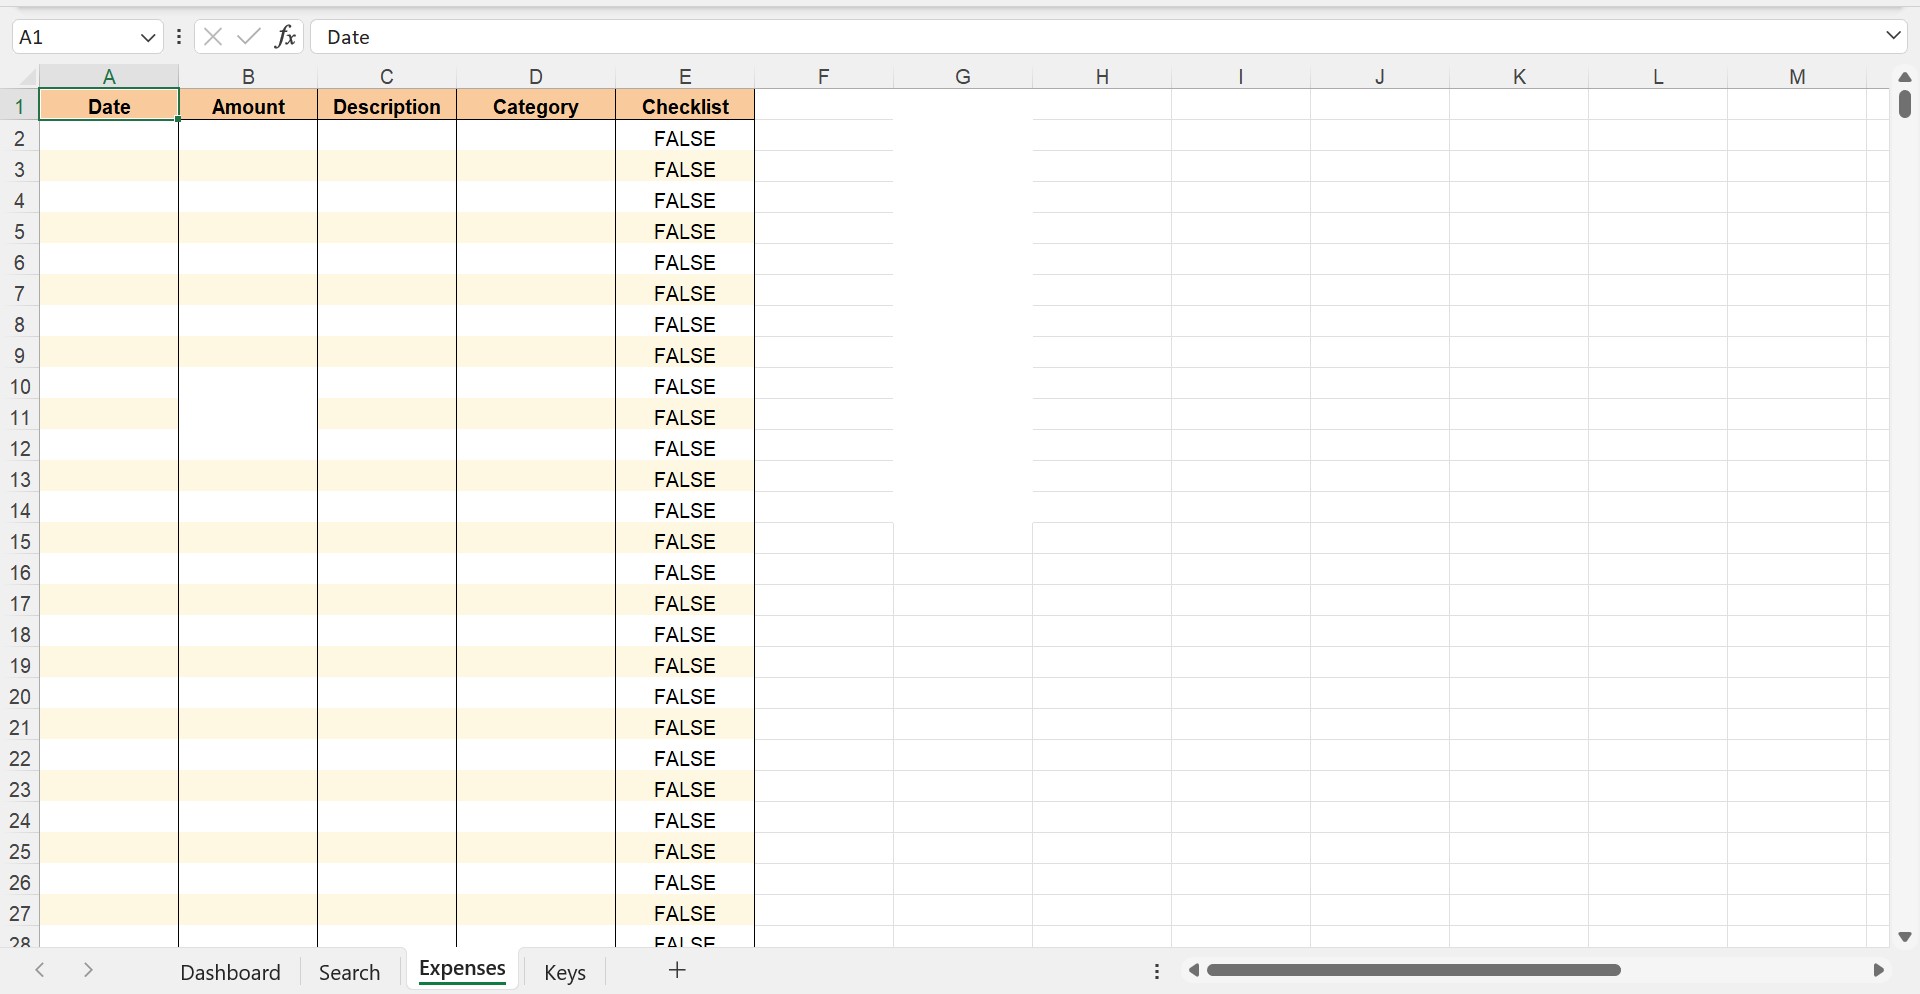 A1 fx Date
A B C D E F G H I J K L M
1 Date Amount Description Category Checklist
2 FALSE
3 FALSE
4 FALSE
5 FALSE
6 FALSE
7 FALSE
8 FALSE
9 FALSE
10 FALSE
11 FALSE
12 FALSE
13 FALSE
14 FALSE
15 FALSE
16 FALSE
17 FALSE
18 FALSE
19 FALSE
20 FALSE
21 FALSE
22 FALSE
23 FALSE
24 FALSE
25 FALSE
26 FALSE
27 FALSE
28 FALSE
Dashboard Search Expenses Keys +